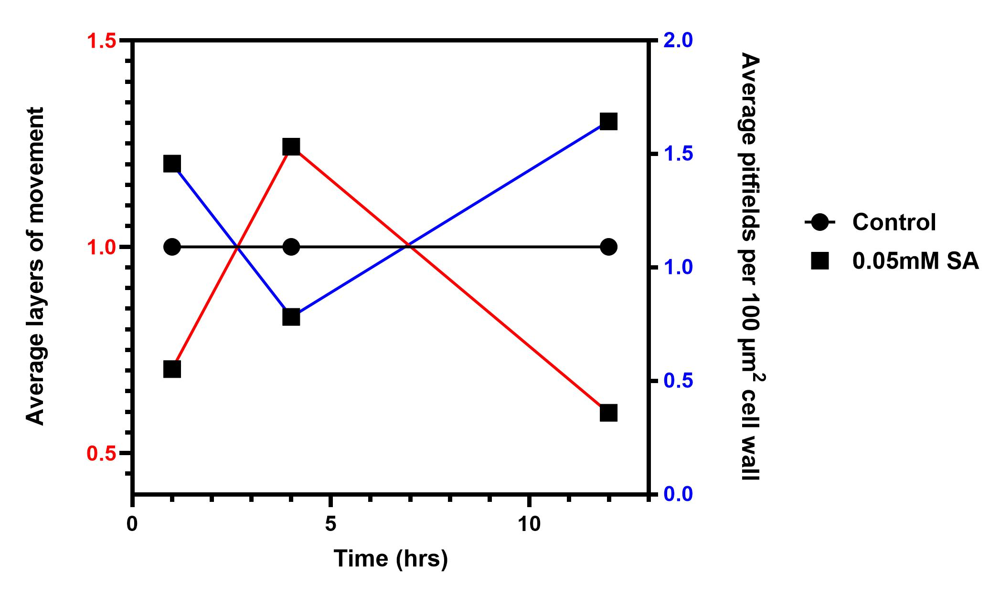 Average layers of movement
1.5
1.0
0.5
2.0
1.5
1.0
0.5
0.0
Average pitfields per 100 µm² cell wall
0
5
10
Time (hrs)
Control
0.05mM SA